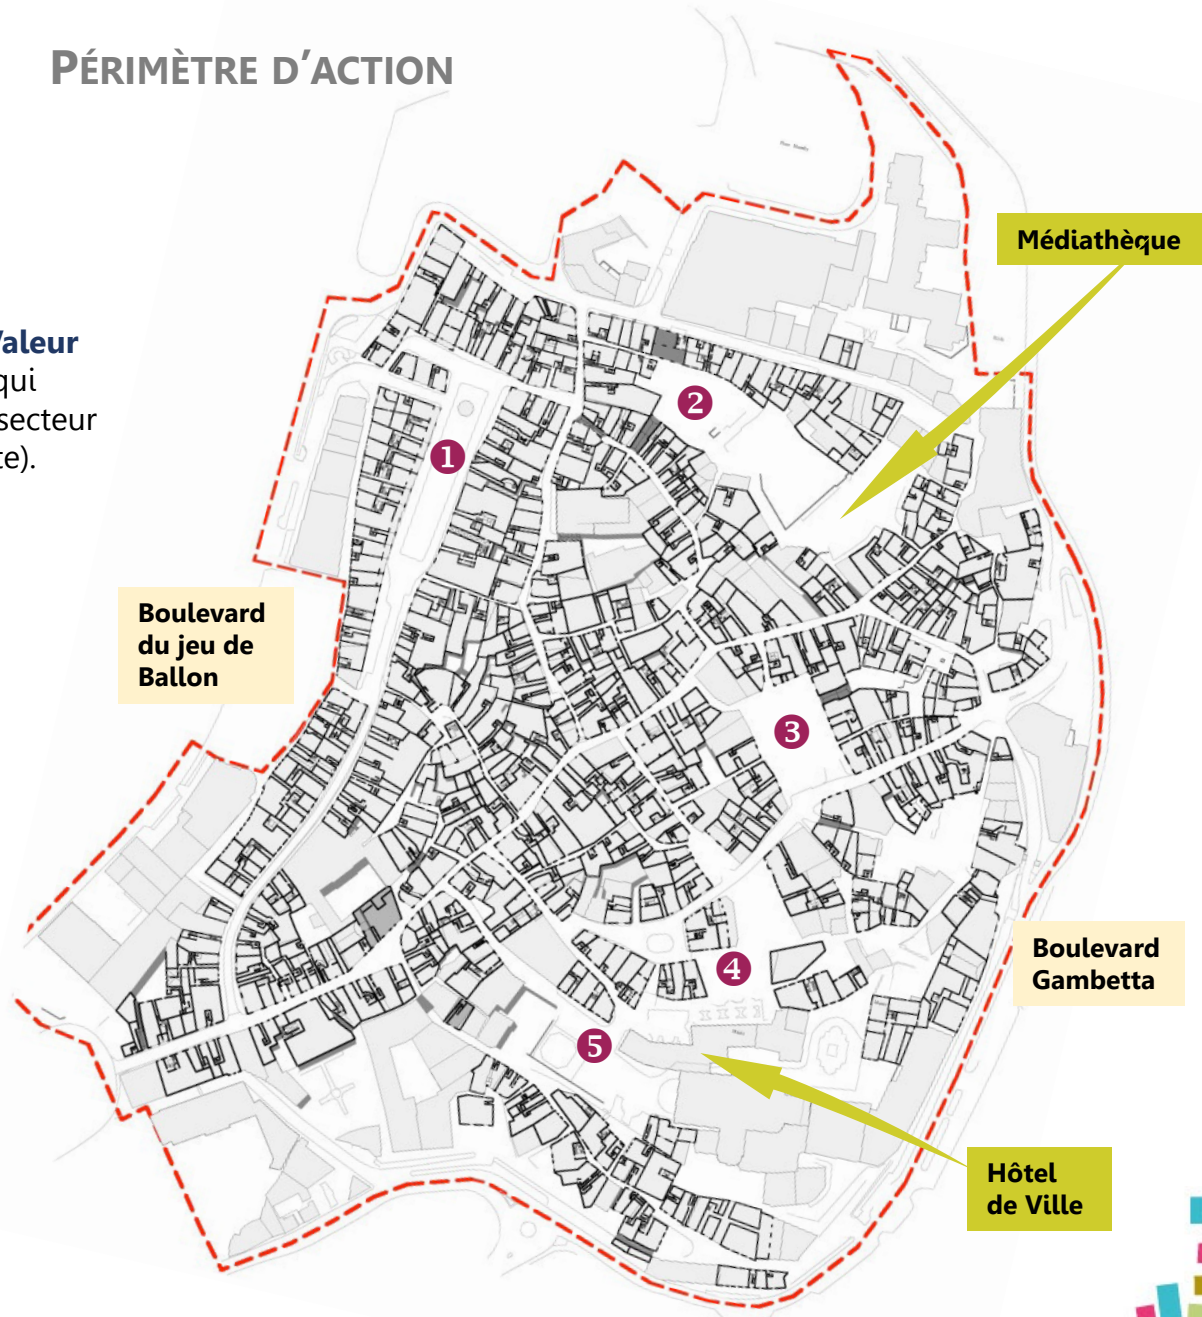 PÉRIMÈTRE D'ACTION
Médiathèque
Valeur
qui
secteur
te).
2
1
Boulevard
du jeu de
Ballon
3
4
Boulevard
Gambetta
5
Hôtel
de Ville